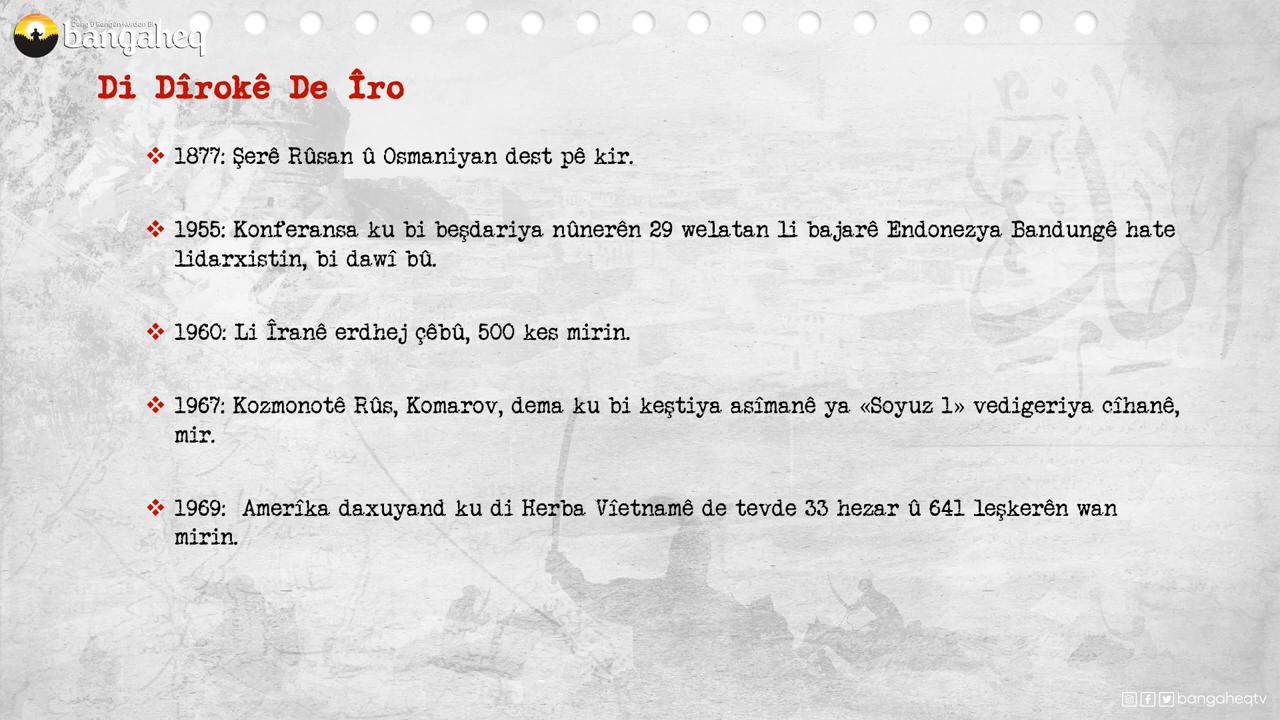 bangaheq
Di Dîrokê De Îro
❖ 1877: Şerê Rûsan û Osmaniyan dest pê kir.
❖ 1955: Konferansa ku bi beşdariya nûnerên 29 welatan li bajarê Endonezya Bandungê hate
lidarxistin, bi dawî bû.
❖ 1960: Li Îranê erdhej çêbû, 500 kes mirin.
❖ 1967: Kozmonotê Rûs, Komarov, dema ku bi keştiya asîmanê ya «Soyuz 1» vedigeriya cîhanê,
mir.
❖ 1969: Amerîka daxuyand ku di Herba Vîetnamê de tevde 33 hezar û 641 leşkerên wan
mirin.
bangaheqtv